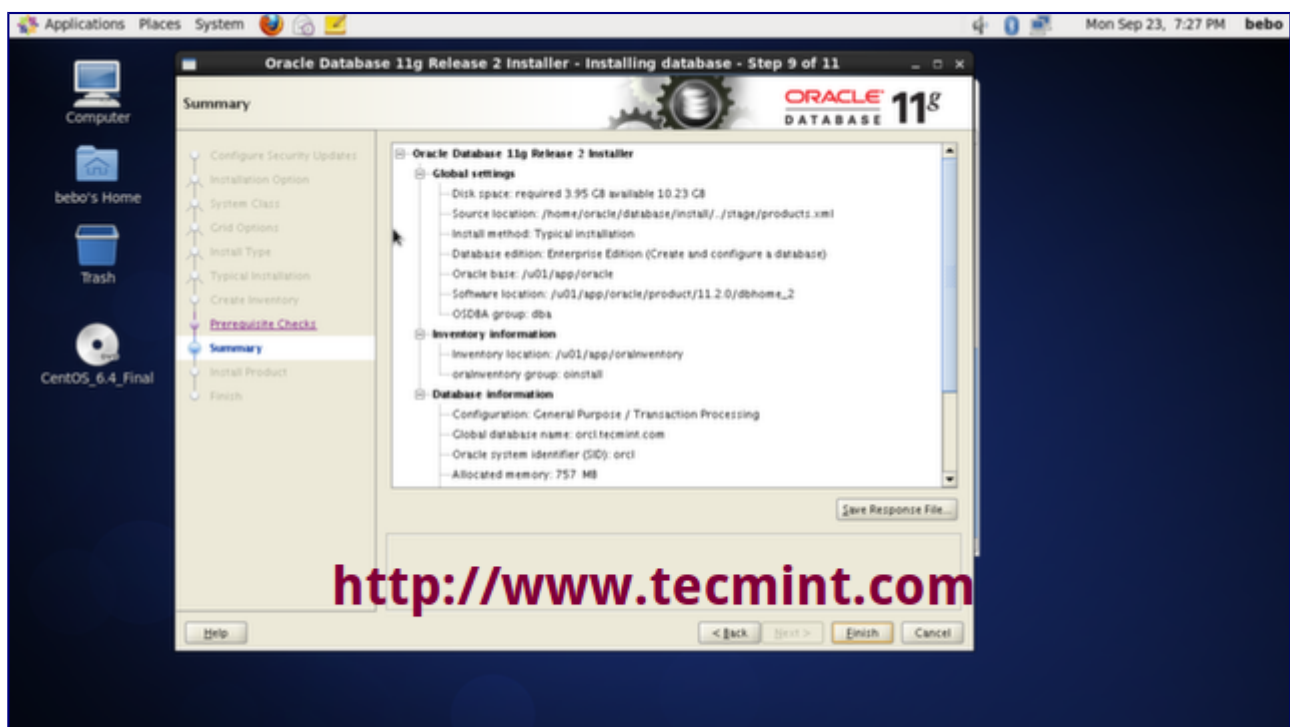 Applications Places System
Mon Sep 23, 7:27 PM bebo
Computer
bebo's Home
Trash
CentOS_6.4_Final
Oracle Database 11g Release 2 Installer - Installing database - Step 9 of 11
Summary
ORACLE
DATABASE
11g
Configure Security Updates
Installation Option
System Class
Grid Options
Install Type
Typical Installation
Create Inventory
Prerequisite Checks
Summary
Install Product
Finish
Oracle Database 11g Release 2 Installer
Global settings
Disk space: required 3.95 GB available 10.23 GB
Source location: /home/oracle/database/install/../stage/products.xml
Install method: Typical installation
Database edition: Enterprise Edition (Create and configure a database)
Oracle base: /u01/app/oracle
Software location: /u01/app/oracle/product/11.2.0/dbhome_2
OSDBA group: dba
Inventory information
Inventory location: /u01/app/oraInventory
oraInventory group: oinstall
Database information
Configuration: General Purpose / Transaction Processing
Global database name: orcl.tecmint.com
Oracle system identifier (SID): orcl
Allocated memory: 757 MB
Save Response File...
http://www.tecmint.com
Help
< Back
Next >
Finish
Cancel